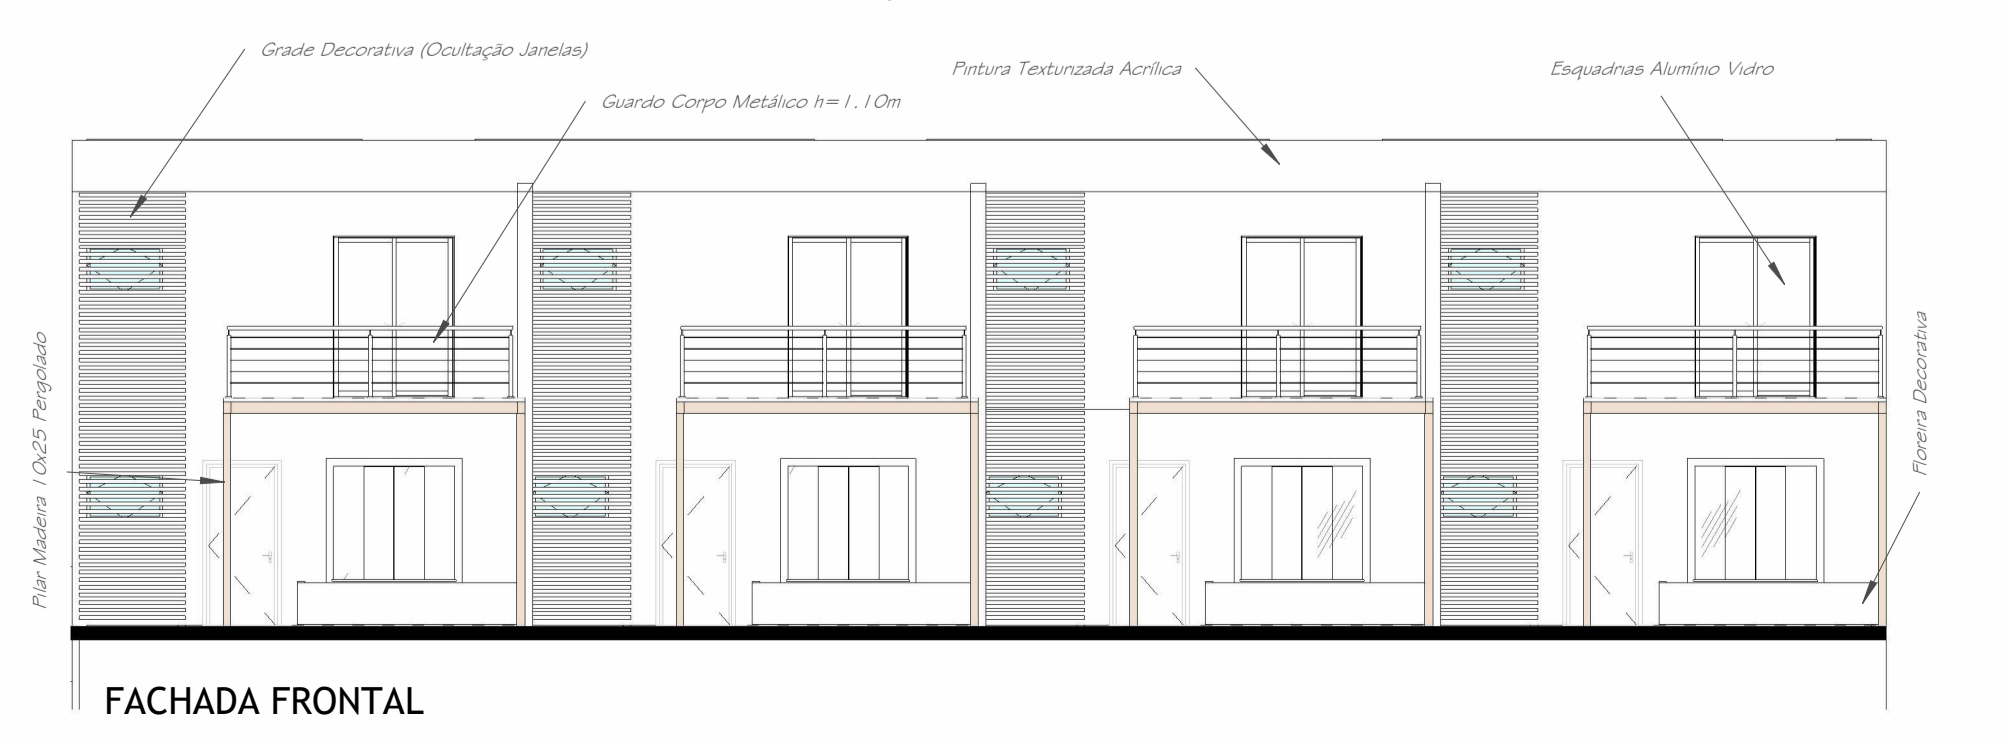 Grade Decorativa (Ocultação Janelas)
Guardo Corpo Metálico h=1.10m
Pintura Texturizada Acrílica
Esquadrias Alumínio Vidro
Pilar Madeira 10x25 Pergolado
Floreira Decorativa
FACHADA FRONTAL